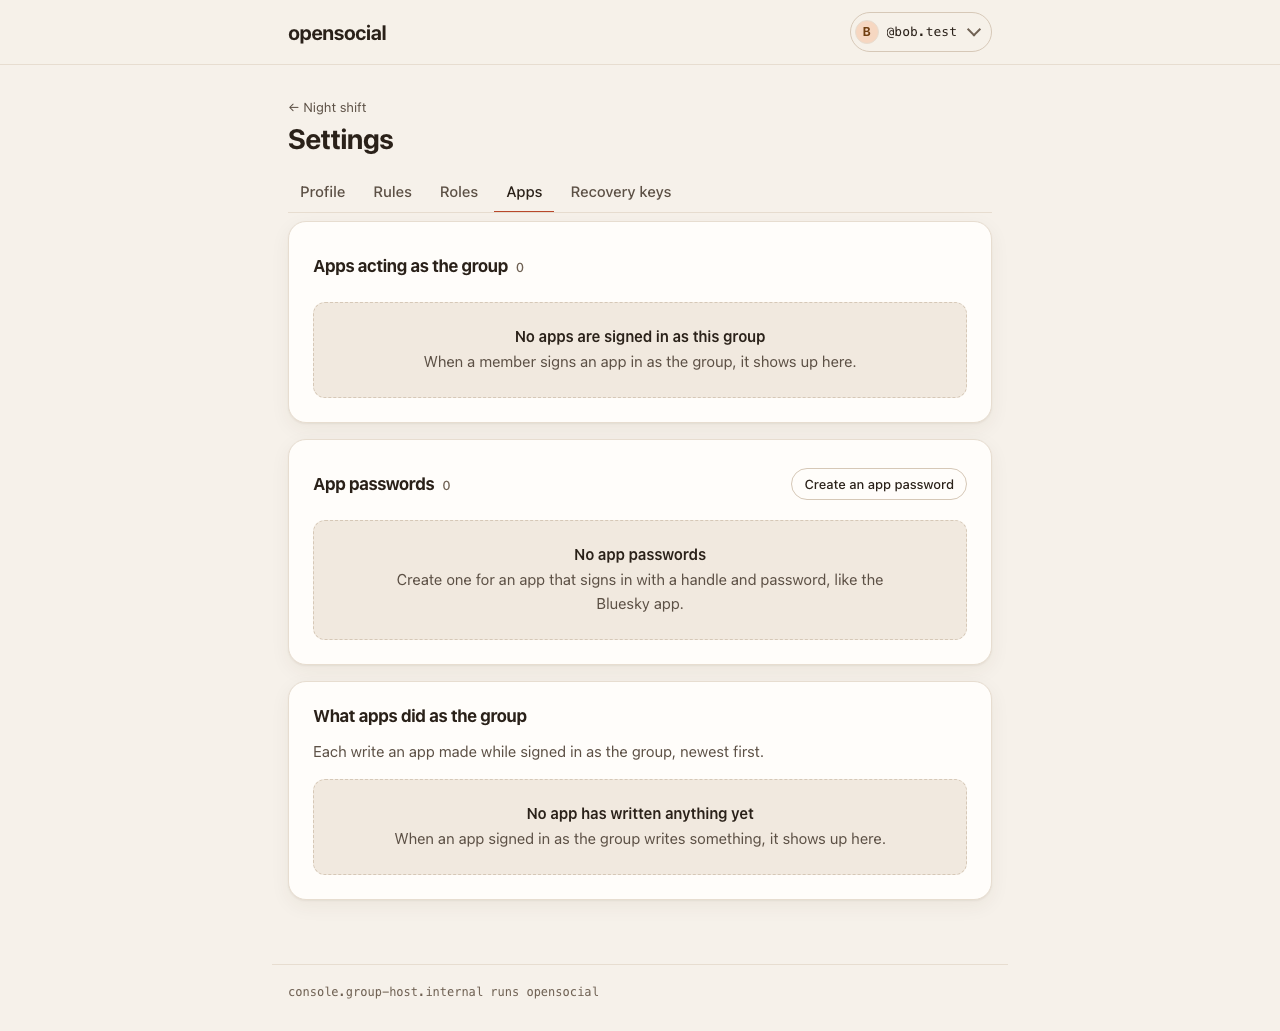 opensocial
B @bob.test
← Night shift
Settings
Profile Rules Roles Apps Recovery keys
Apps acting as the group 0
No apps are signed in as this group
When a member signs an app in as the group, it shows up here.
App passwords 0 Create an app password
No app passwords
Create one for an app that signs in with a handle and password, like the
Bluesky app.
What apps did as the group
Each write an app made while signed in as the group, newest first.
No app has written anything yet
When an app signed in as the group writes something, it shows up here.
console.group-host.internal runs opensocial